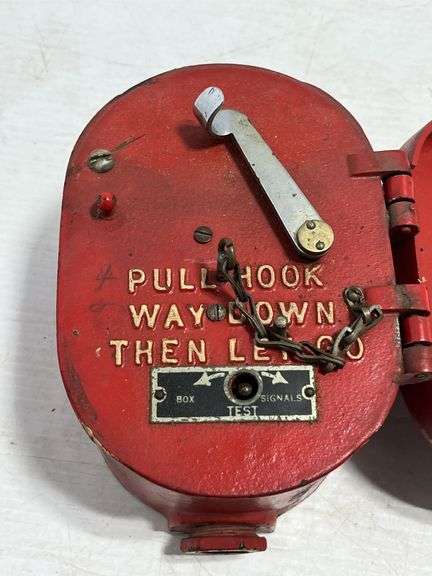 PULL HOOK
WAY DOWN
THEN LET GO
BOX SIGNALS
TEST